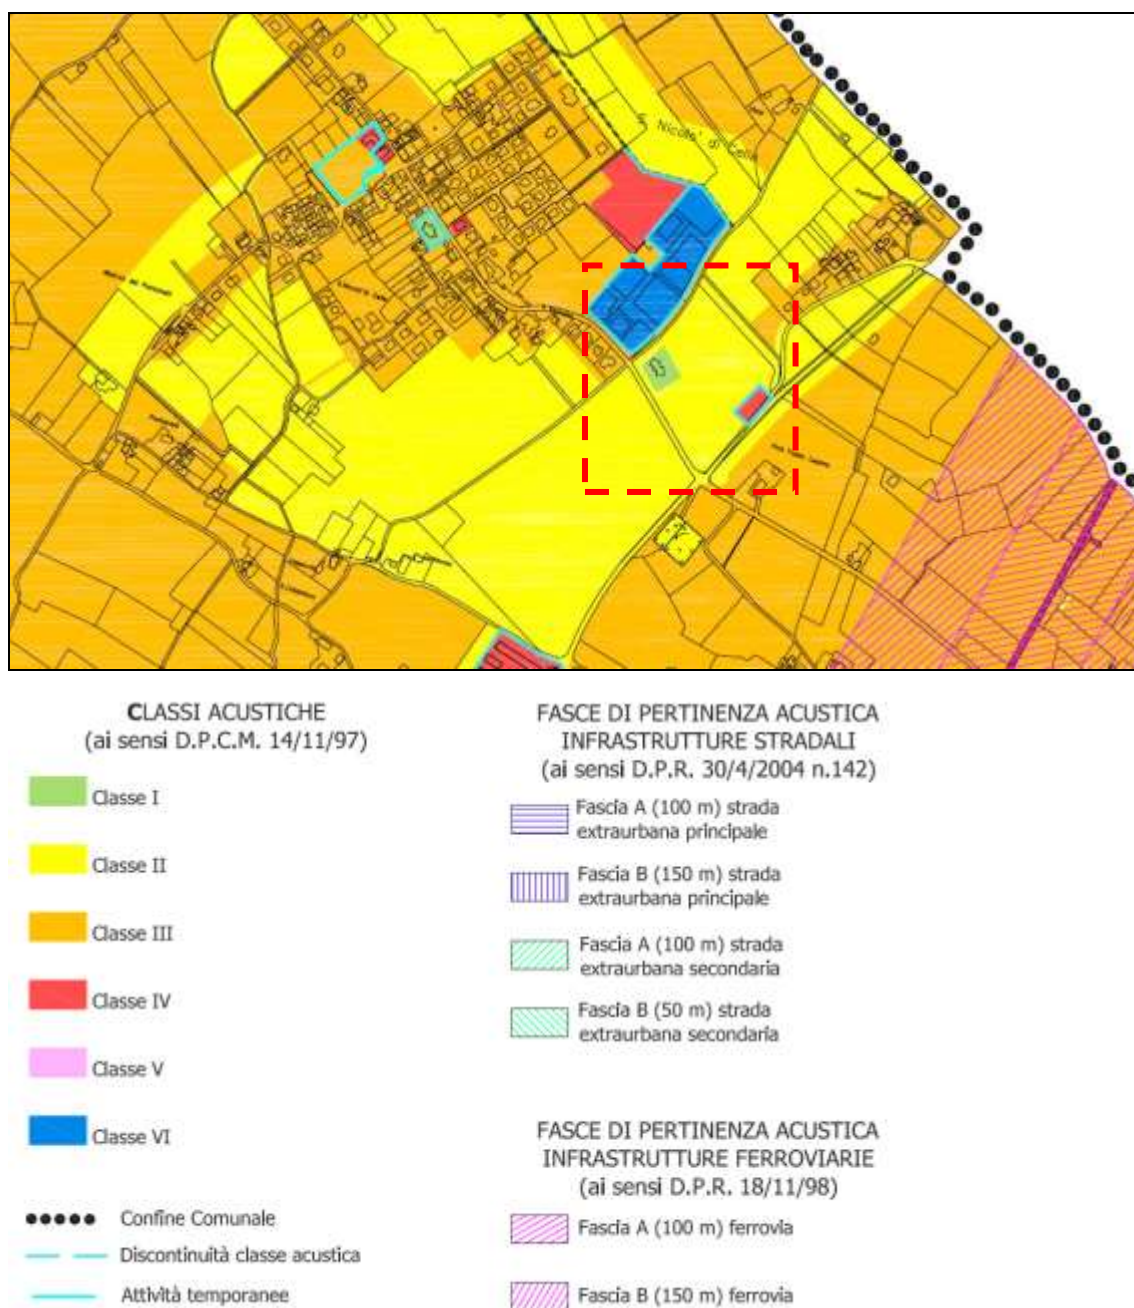 S. Nicolo' di Celle
CLASSI ACUSTICHE
(ai sensi D.P.C.M. 14/11/97)
Classe I
Classe II
Classe III
Classe IV
Classe V
Classe VI
Confine Comunale
Discontinuità classe acustica
Attività temporanee
FASCE DI PERTINENZA ACUSTICA
INFRASTRUTTURE STRADALI
(ai sensi D.P.R. 30/4/2004 n.142)
Fascia A (100 m) strada
extraurbana principale
Fascia B (150 m) strada
extraurbana principale
Fascia A (100 m) strada
extraurbana secondaria
Fascia B (50 m) strada
extraurbana secondaria
FASCE DI PERTINENZA ACUSTICA
INFRASTRUTTURE FERROVIARIE
(ai sensi D.P.R. 18/11/98)
Fascia A (100 m) ferrovia
Fascia B (150 m) ferrovia